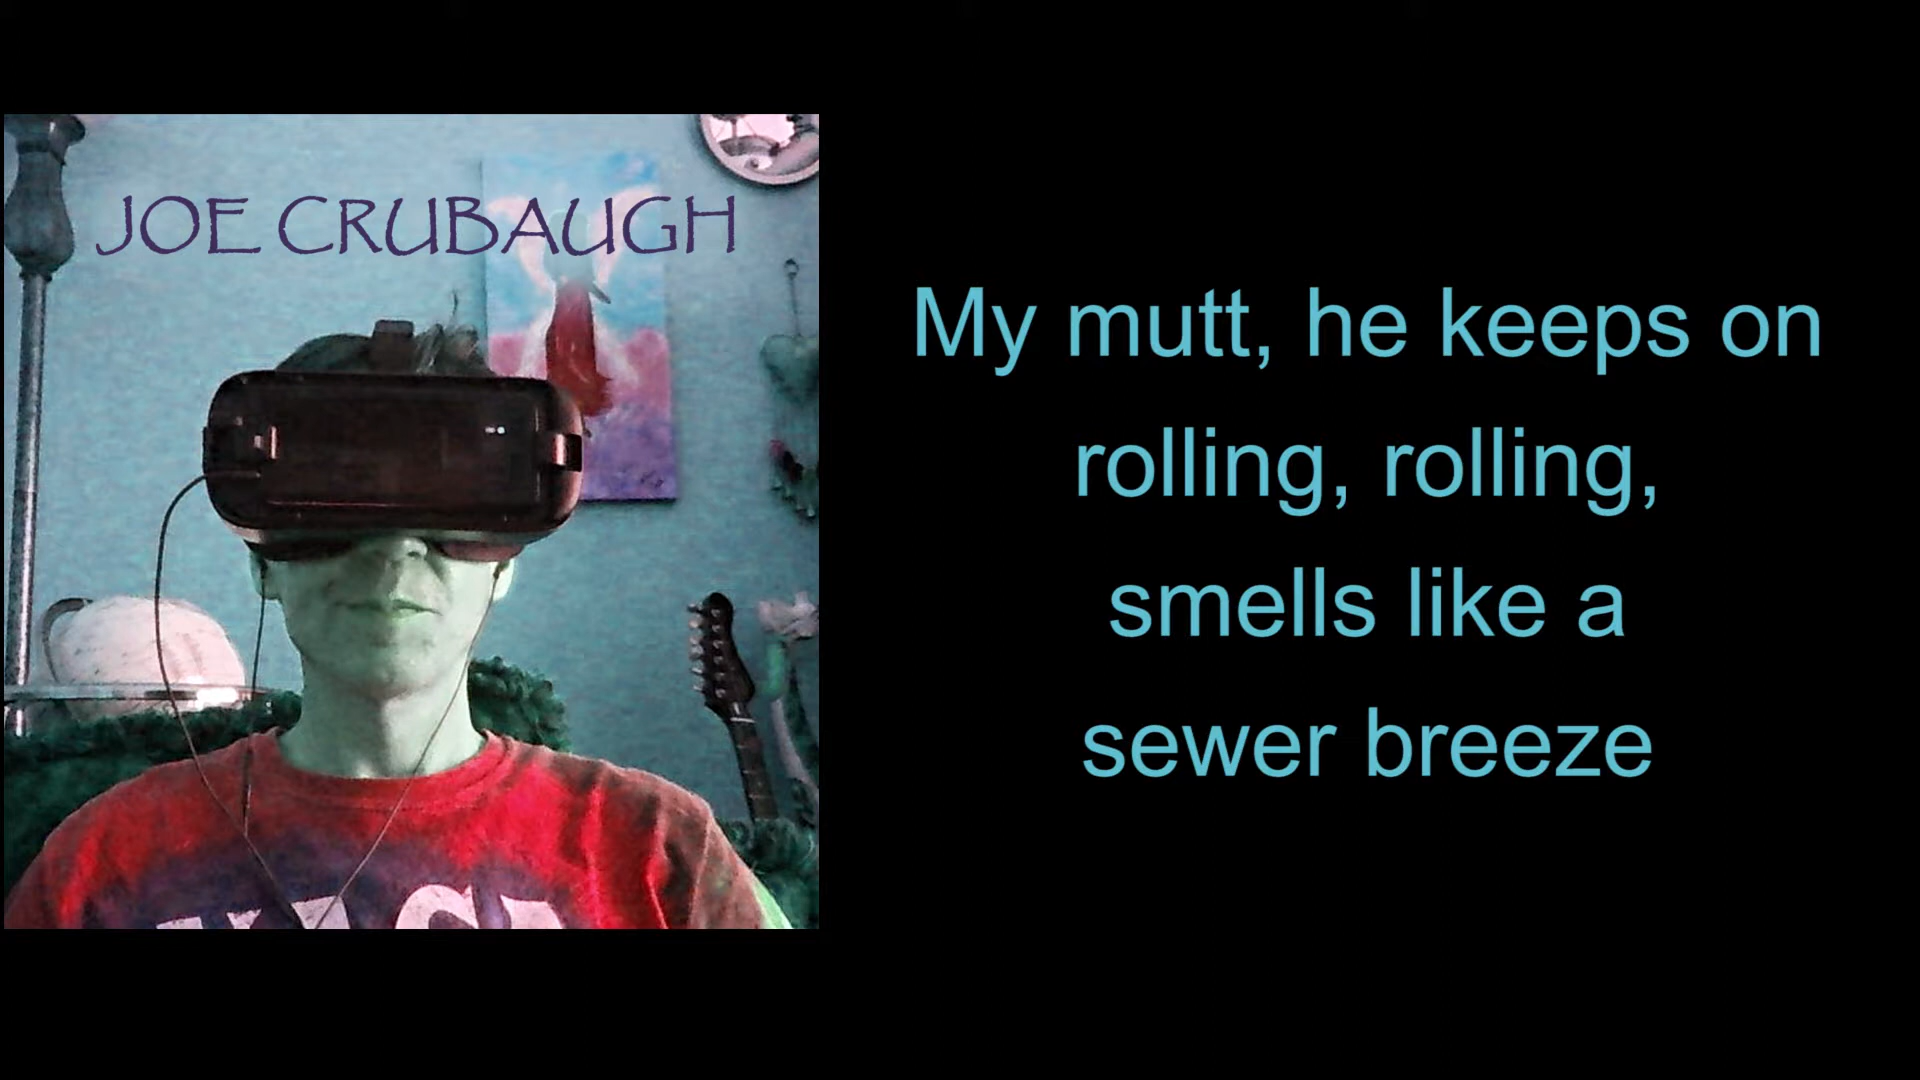 JOE CRUBAUGH
My mutt, he keeps on
rolling, rolling,
smells like a
sewer breeze